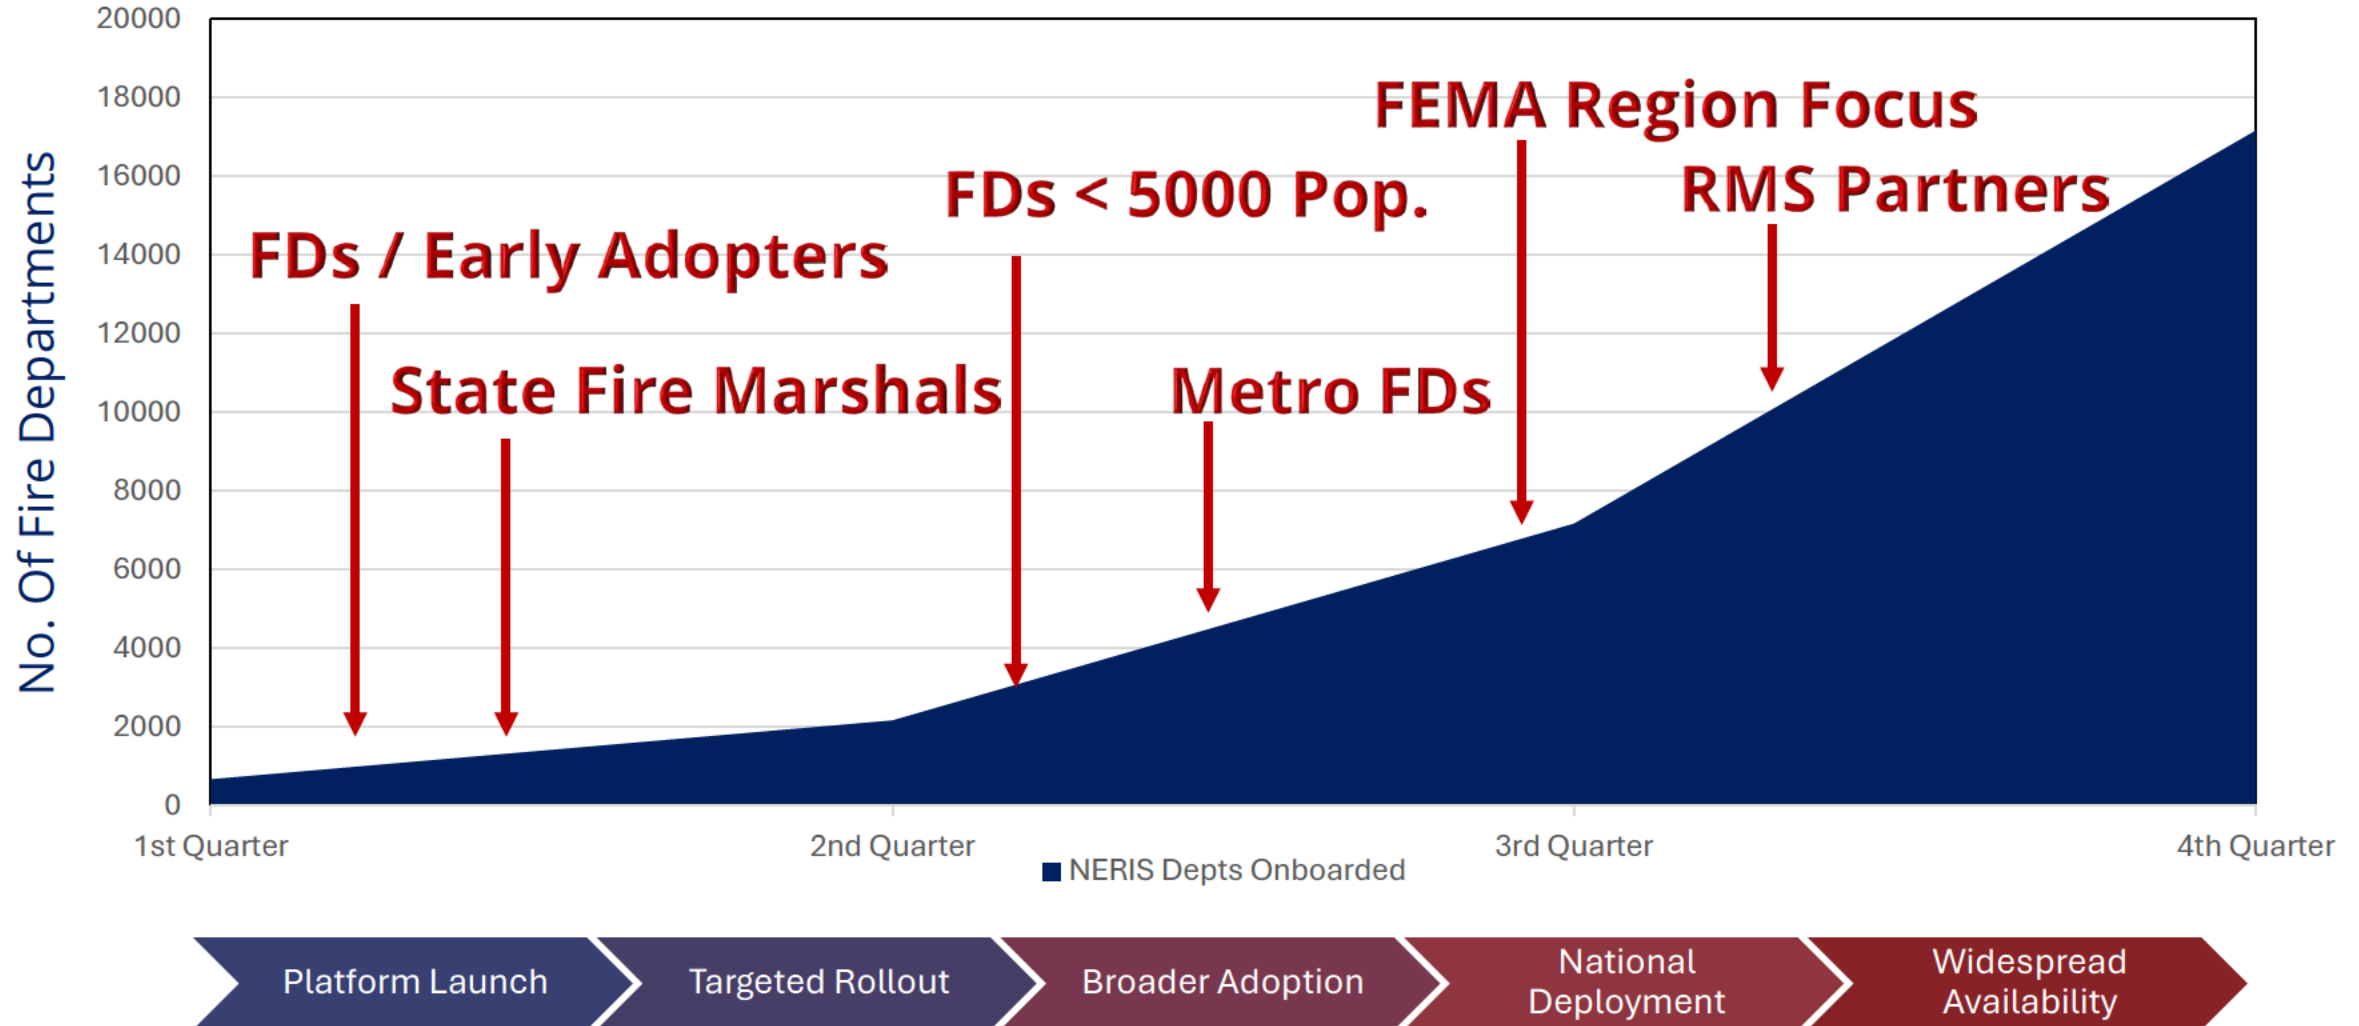 No. Of Fire Departments
20000
18000
16000
14000
12000
10000
8000
6000
4000
2000
0
FDs / Early Adopters
State Fire Marshals
FDs < 5000 Pop.
Metro FDs
FEMA Region Focus
RMS Partners
1st Quarter
2nd Quarter
3rd Quarter
4th Quarter
NERIS Depts Onboarded
Platform Launch
Targeted Rollout
Broader Adoption
National
Deployment
Widespread
Availability